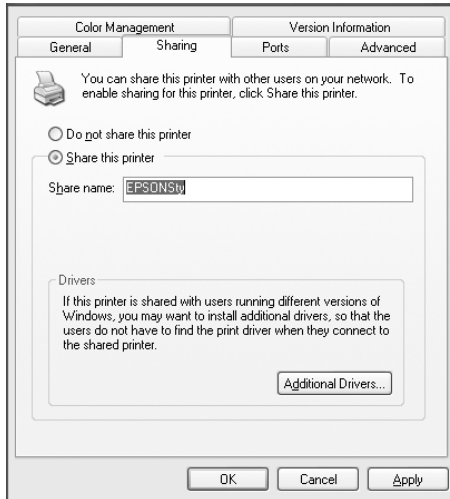 Color Management
Version Information
General
Sharing
Ports
Advanced
You can share this printer with other users on your network. To
enable sharing for this printer, click Share this printer.
Do not share this printer
Share this printer
Share name:
EPSONSty
Drivers
If this printer is shared with users running different versions of
Windows, you may want to install additional drivers, so that the
users do not have to find the print driver when they connect to
the shared printer.
Additional Drivers...
OK
Cancel
Apply